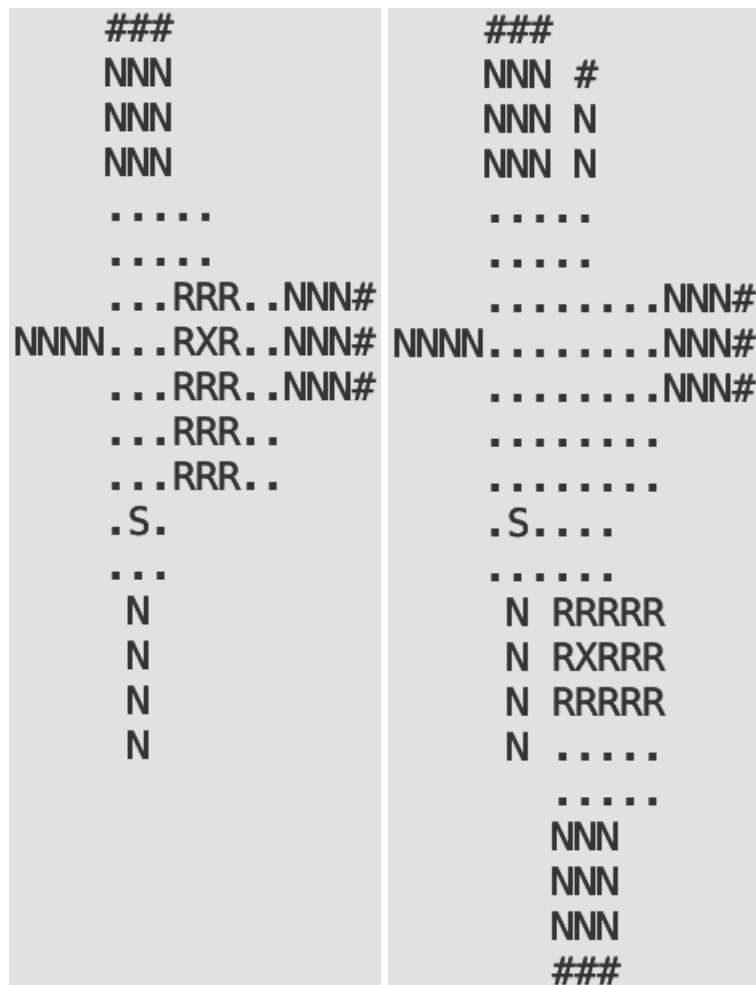 ###
    NNN
    NNN
    NNN
    .....
    .....
    ...RRR..NNN#
NNNN...RXR..NNN#
    ...RRR..NNN#
    ...RRR..
    ...RRR..
    .S.
    ...
     N
     N
     N
     N
    ###
    NNN #
    NNN N
    NNN N
    .....
    .....
    ........NNN#
NNNN........NNN#
    ........NNN#
    ........
    ........
    .S....
    ......
     N RRRRR
     N RXRRR
     N RRRRR
     N .....
       .....
       NNN
       NNN
       NNN
       ###